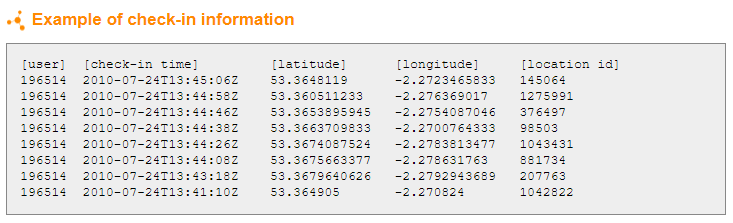 Example of check-in information
[user] [check-in time] [latitude] [longitude] [location id]
196514 2010-07-24T13:45:06Z 53.3648119 -2.2723465833 145064
196514 2010-07-24T13:44:58Z 53.360511233 -2.276369017 1275991
196514 2010-07-24T13:44:46Z 53.3653895945 -2.2754087046 376497
196514 2010-07-24T13:44:38Z 53.3663709833 -2.2700764333 98503
196514 2010-07-24T13:44:26Z 53.3674087524 -2.2783813477 1043431
196514 2010-07-24T13:44:08Z 53.3675663377 -2.278631763 881734
196514 2010-07-24T13:43:18Z 53.3679640626 -2.2792943689 207763
196514 2010-07-24T13:41:10Z 53.364905 -2.270824 1042822